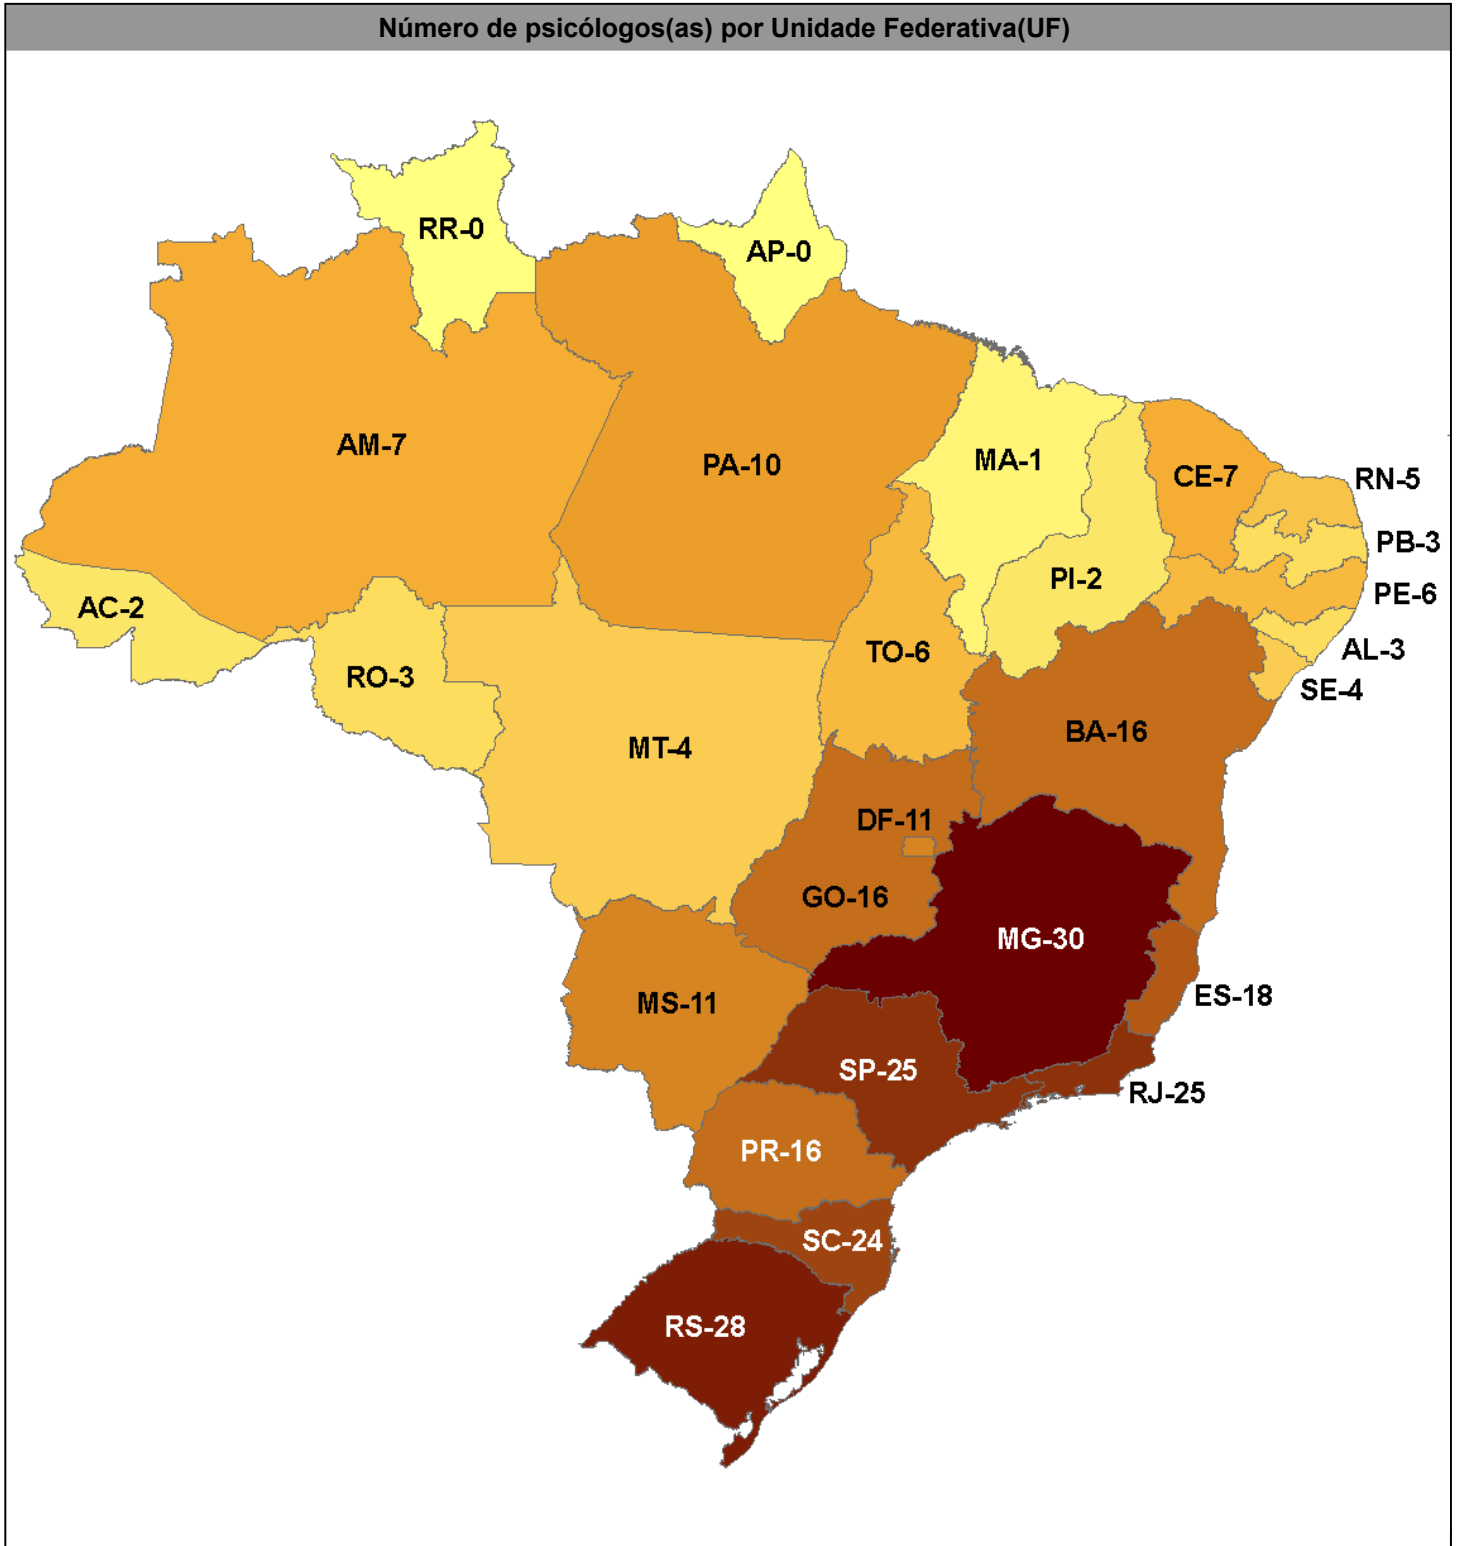 Número de psicólogos(as) por Unidade Federativa(UF)
RR-0
AP-0
AM-7
PA-10
MA-1
CE-7
RN-5
PB-3
PI-2
PE-6
AC-2
TO-6
AL-3
RO-3
SE-4
BA-16
MT-4
DF-11
GO-16
MG-30
ES-18
MS-11
SP-25
RJ-25
PR-16
SC-24
RS-28